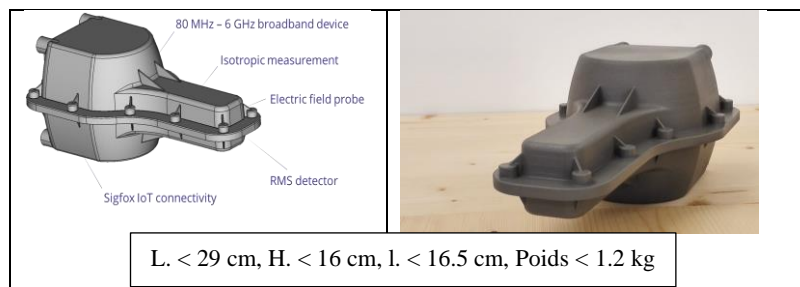 80 MHz – 6 GHz broadband device
Isotropic measurement
Electric field probe
RMS detector
Sigfox IoT connectivity
L. < 29 cm, H. < 16 cm, l. < 16.5 cm, Poids < 1.2 kg